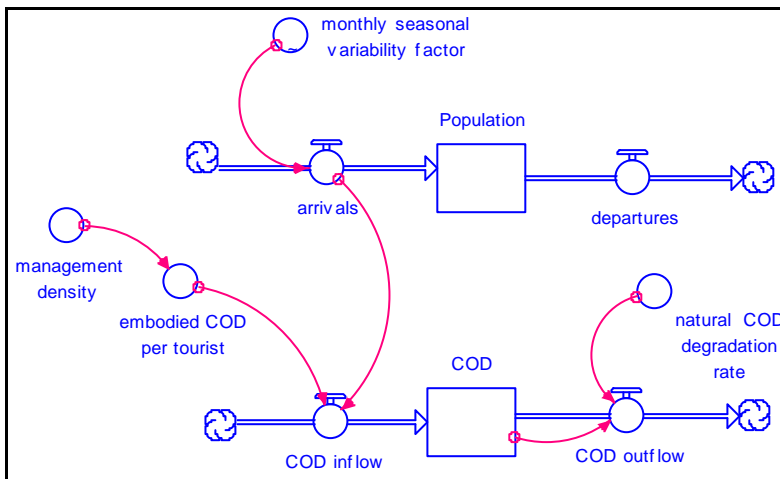 monthly seasonal
variability factor
Population
arrivals
departures
management
density
embodied COD
per tourist
natural COD
degradation
rate
COD
COD inflow
COD outflow